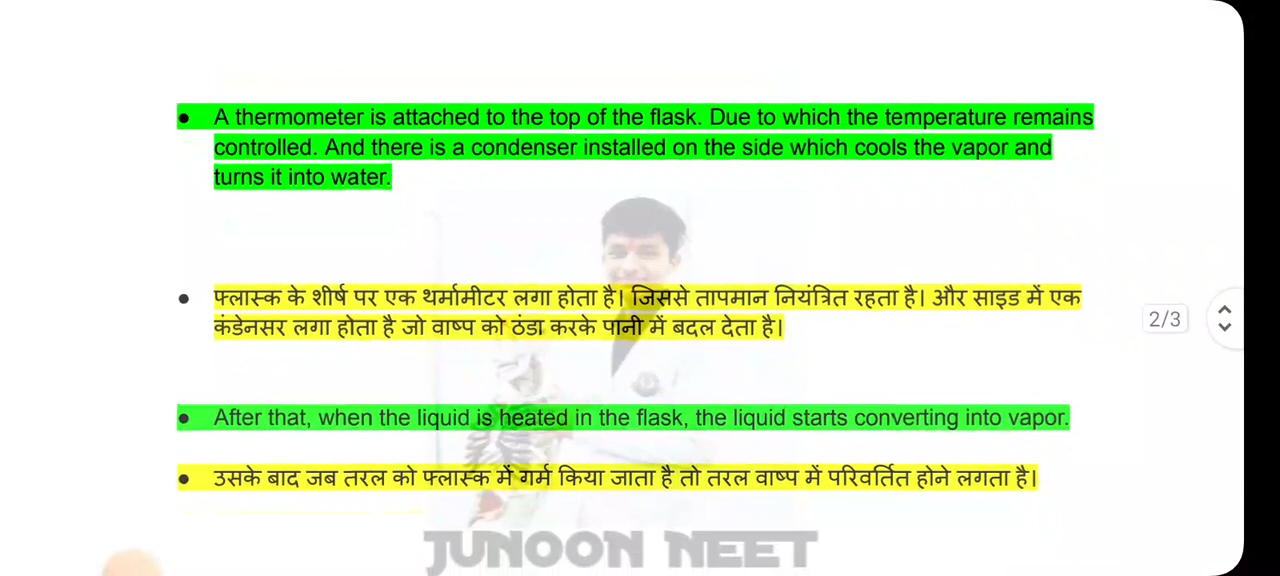 ● A thermometer is attached to the top of the flask. Due to which the temperature remains
controlled. And there is a condenser installed on the side which cools the vapor and
turns it into water.
● फ्लास्क के शीर्ष पर एक थर्मामीटर लगा होता है। जिससे तापमान नियंत्रित रहता है। और साइड में एक
कंडेनसर लगा होता है जो वाष्प को ठंडा करके पानी में बदल देता है।
2/3
● After that, when the liquid is heated in the flask, the liquid starts converting into vapor.
● उसके बाद जब तरल को फ्लास्क में गर्म किया जाता है तो तरल वाष्प में परिवर्तित होने लगता है।
JUNOON NEET